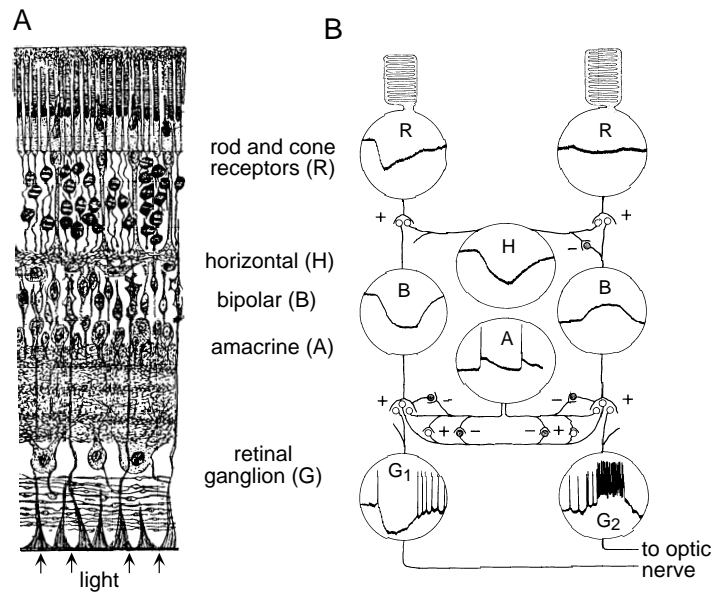 A
B
rod and cone
receptors (R)
horizontal (H)
bipolar (B)
amacrine (A)
retinal
ganglion (G)
light
R
R
+
+
H
−
B
B
A
+
−
−
+
+
−
−
+
G1
G2
to optic
nerve